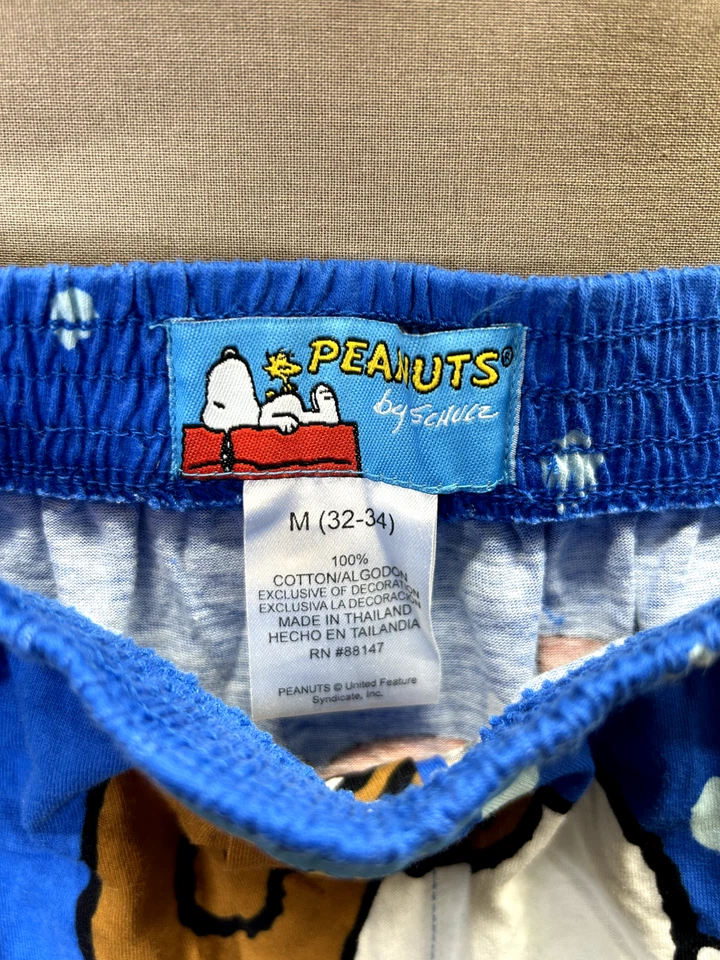 PEANUTS®
by SCHULZ
M (32-34)
100%
COTTON/ALGODON
EXCLUSIVE OF DECORATION
EXCLUSIVA LA DECORACION
MADE IN THAILAND
HECHO EN TAILANDIA
RN #88147
PEANUTS © United Feature
Syndicate, Inc.